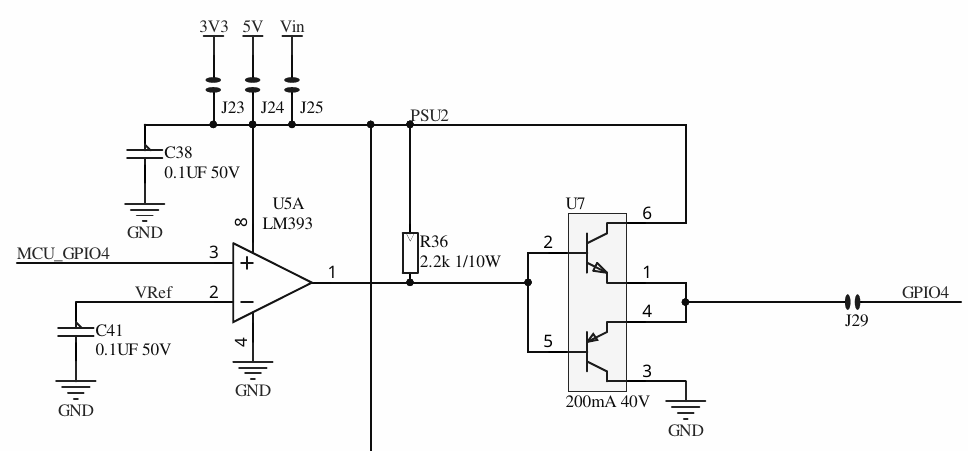 3V3 5V Vin
J23 J24 J25
PSU2
C38
0.1UF 50V
GND
U5A
LM393
8
MCU_GPIO4
3
1
VRef
2
4
C41
0.1UF 50V
GND
GND
R36
2.2k 1/10W
U7
6
2
1
4
5
3
200mA 40V
GND
J29
GPIO4